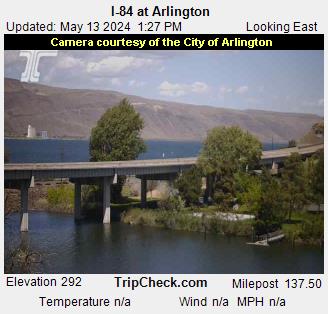 I-84 at Arlington
Updated: May 13 2024 1:27 PM Looking East
Camera courtesy of the City of Arlington
Elevation 292 TripCheck.com Milepost 137.50
Temperature n/a Wind n/a MPH n/a